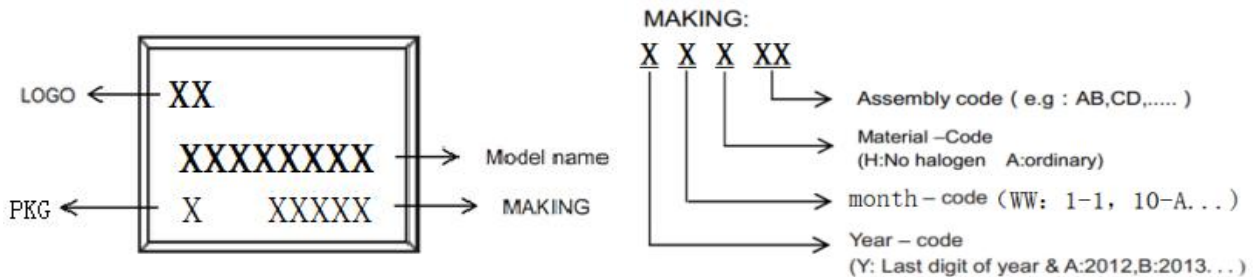 LOGO
XX
XXXXXXXX
Model name
PKG
X XXXXX
MAKING
MAKING:
X X X XX
Assembly code ( e.g : AB,CD,..... )
Material –Code
(H:No halogen A:ordinary)
month – code (WW: 1-1, 10-A...)
Year – code
(Y: Last digit of year & A:2012,B:2013...)